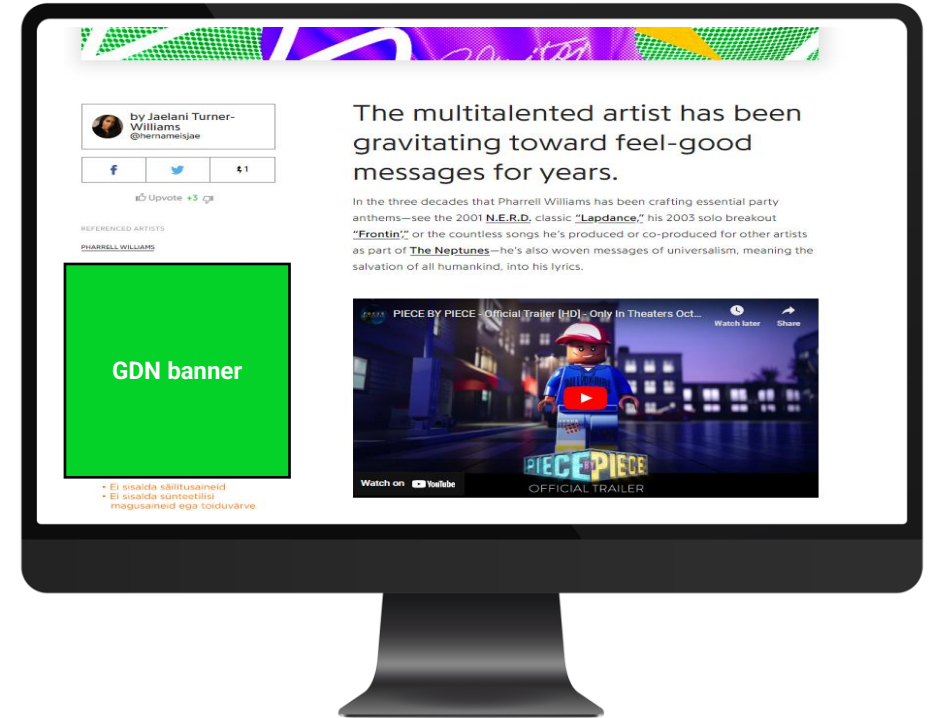 by Jaelani Turner-
Williams
@hernameisjae
1
Upvote +3
REFERENCED ARTISTS
PHARRELL WILLIAMS
GDN banner
• Ei sisalda säilitusaineid
• Ei sisalda sünteetilisi
magusaineid ega toiduvärve
The multitalented artist has been
gravitating toward feel-good
messages for years.
In the three decades that Pharrell Williams has been crafting essential party
anthems—see the 2001 N.E.R.D. classic “Lapdance,” his 2003 solo breakout
“Frontin’,” or the countless songs he’s produced or co-produced for other artists
as part of The Neptunes—he’s also woven messages of universalism, meaning the
salvation of all humankind, into his lyrics.
PIECE BY PIECE - Official Trailer [HD] - Only In Theaters Oct...
Watch later
Share
PIECE BY PIECE
OFFICIAL TRAILER
Watch on YouTube